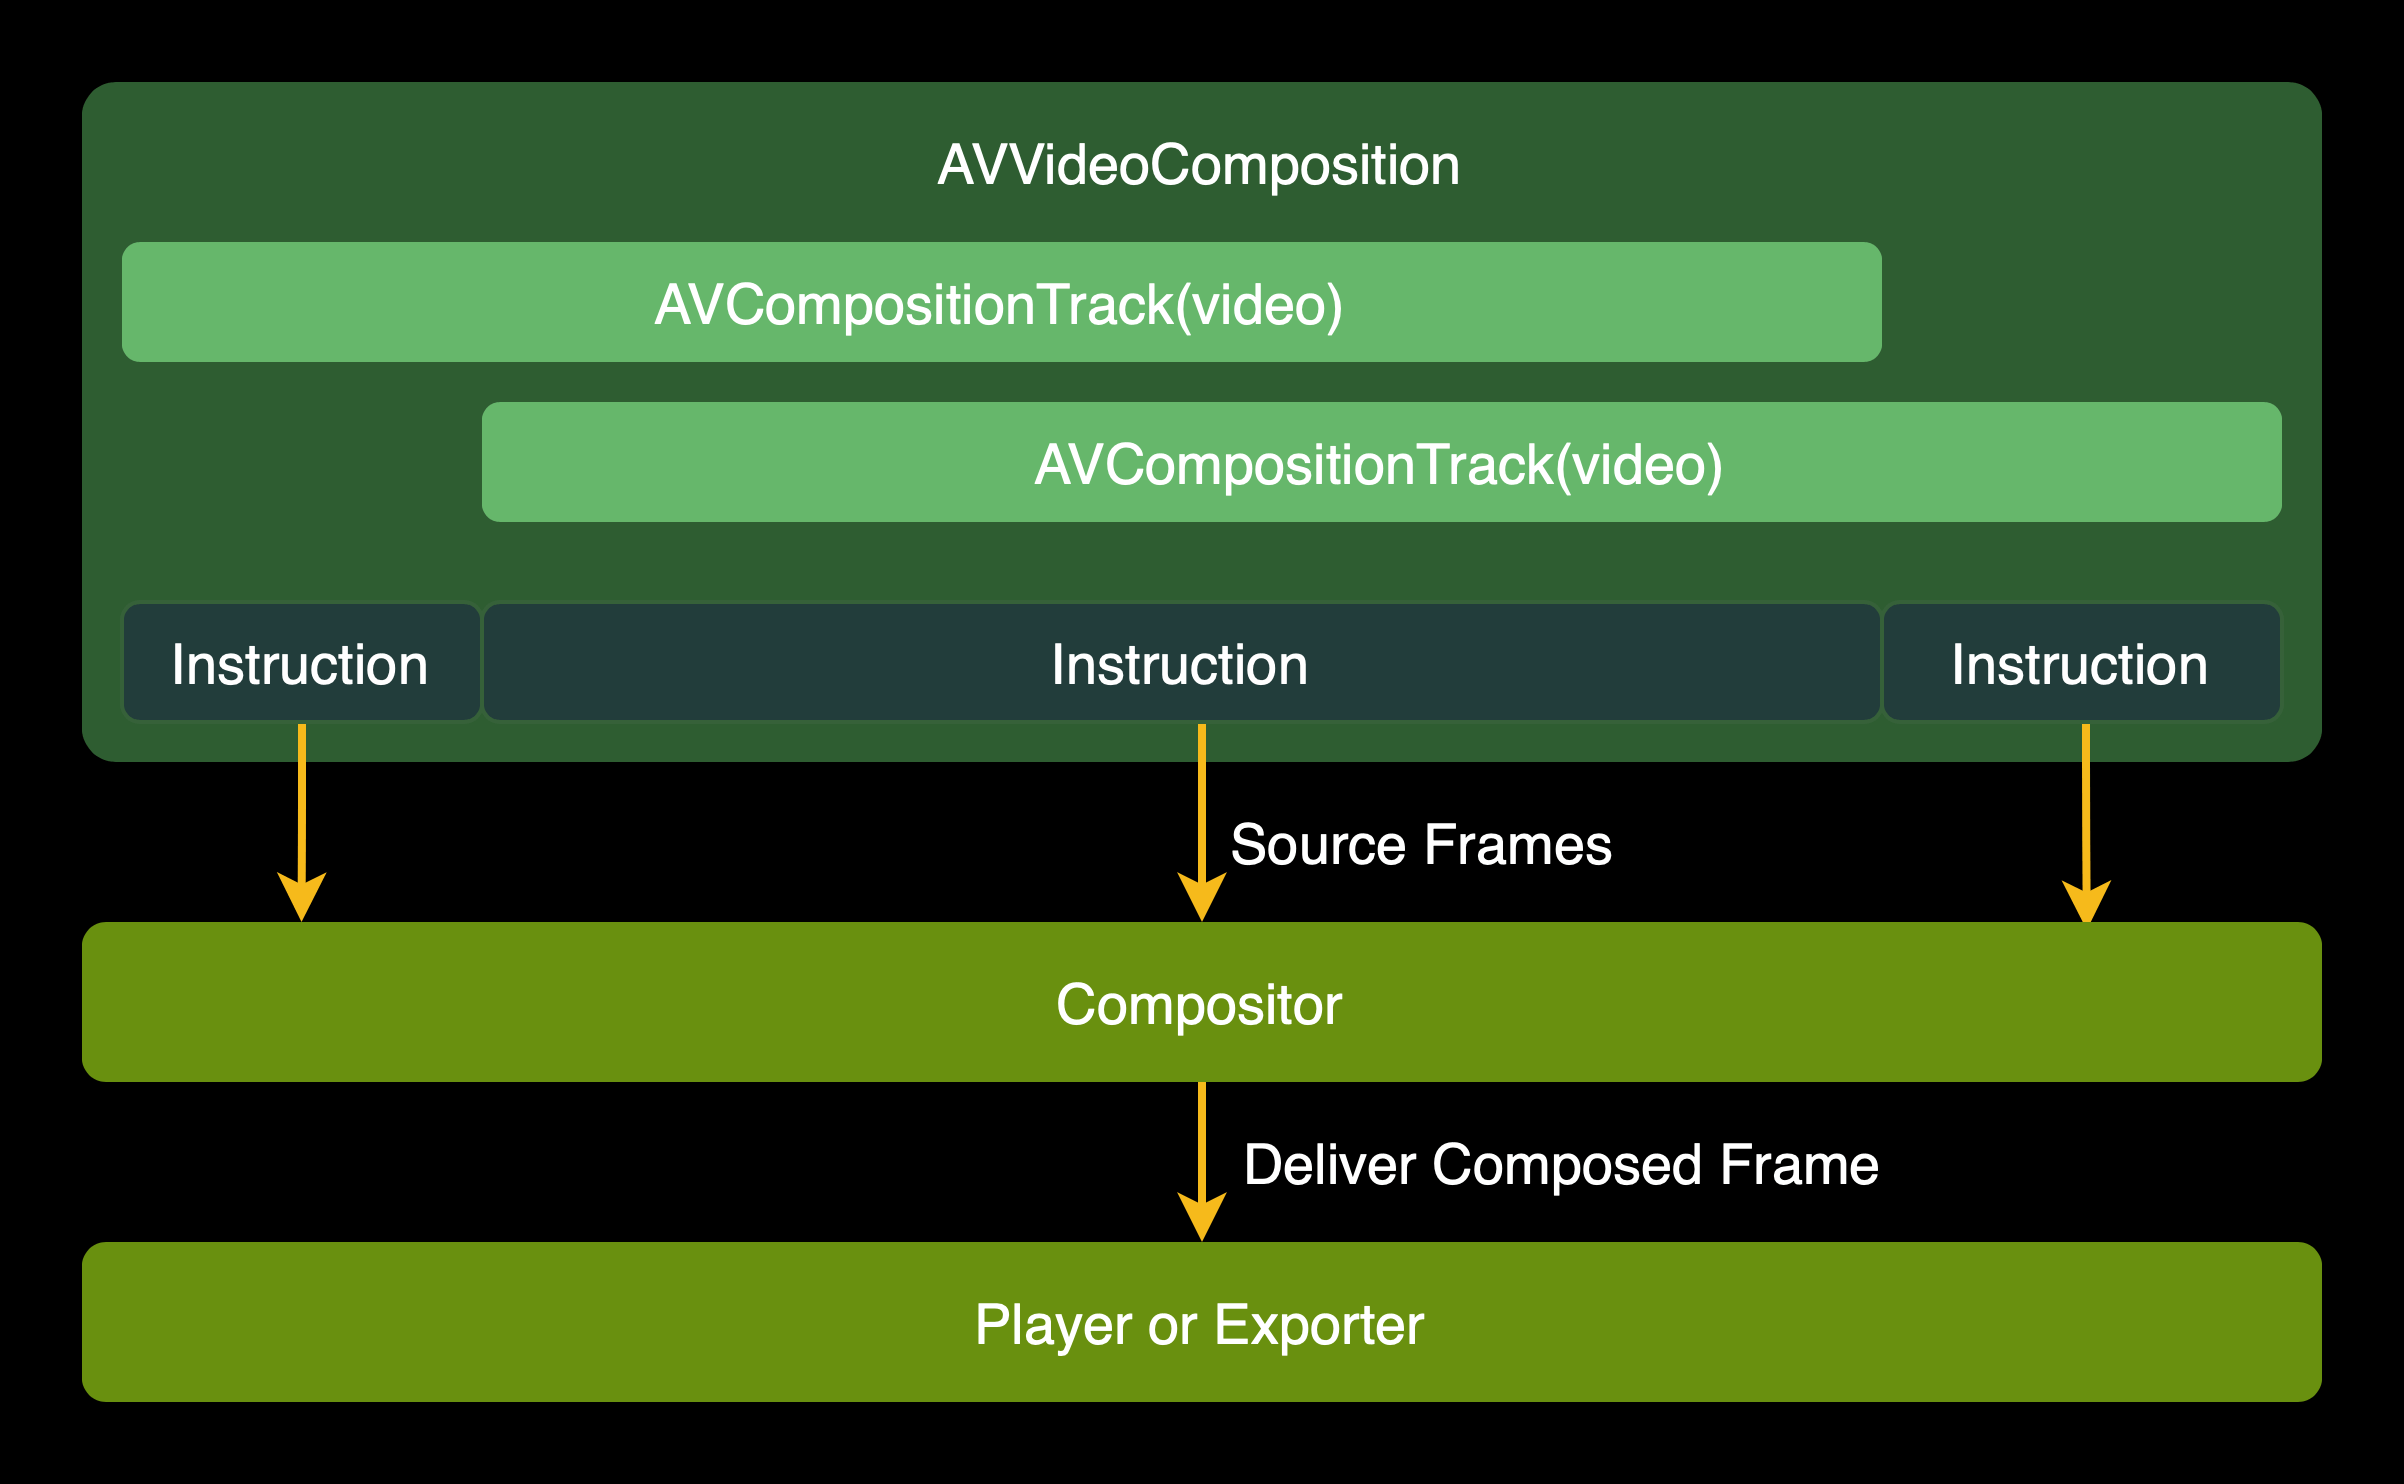 AVVideoComposition
AVCompositionTrack(video)
AVCompositionTrack(video)
Instruction
Instruction
Instruction
Source Frames
Compositor
Deliver Composed Frame
Player or Exporter